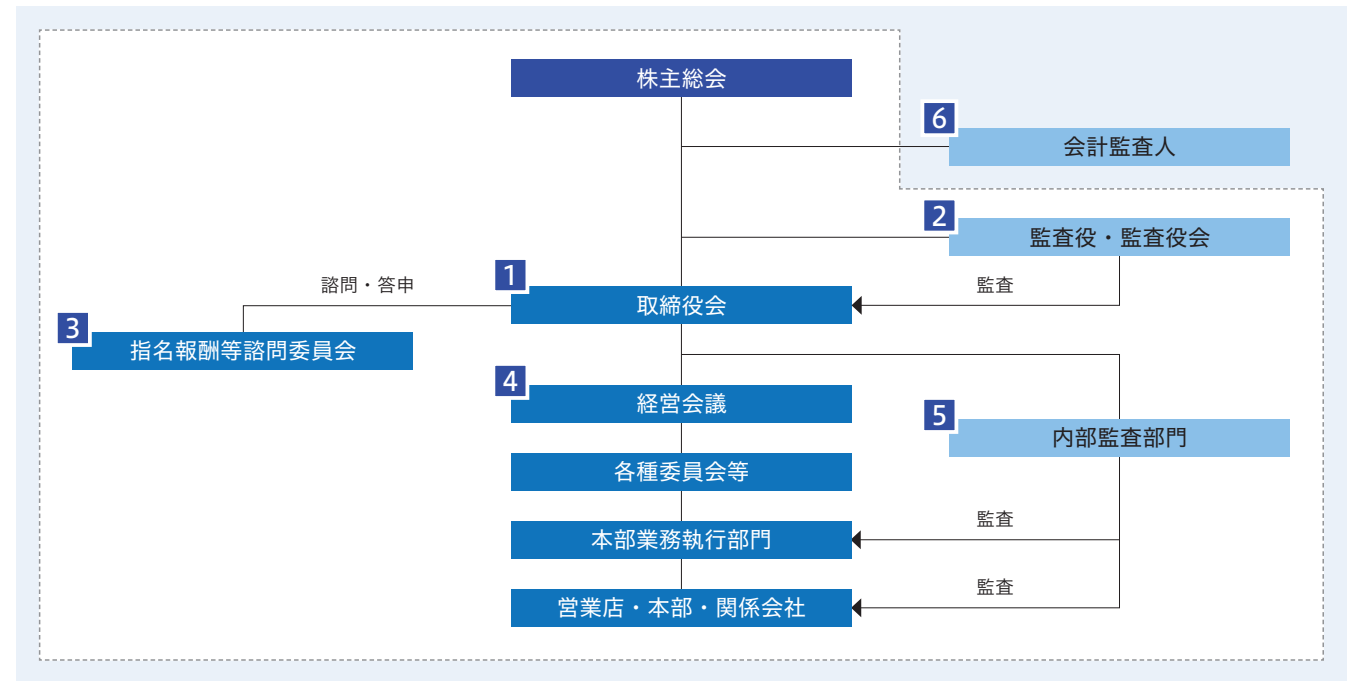 株主総会
6
会計監査人
2
監査役・監査役会
監査
1
取締役会
諮問・答申
3
指名報酬等諮問委員会
4
経営会議
5
内部監査部門
各種委員会等
監査
本部業務執行部門
監査
営業店・本部・関係会社